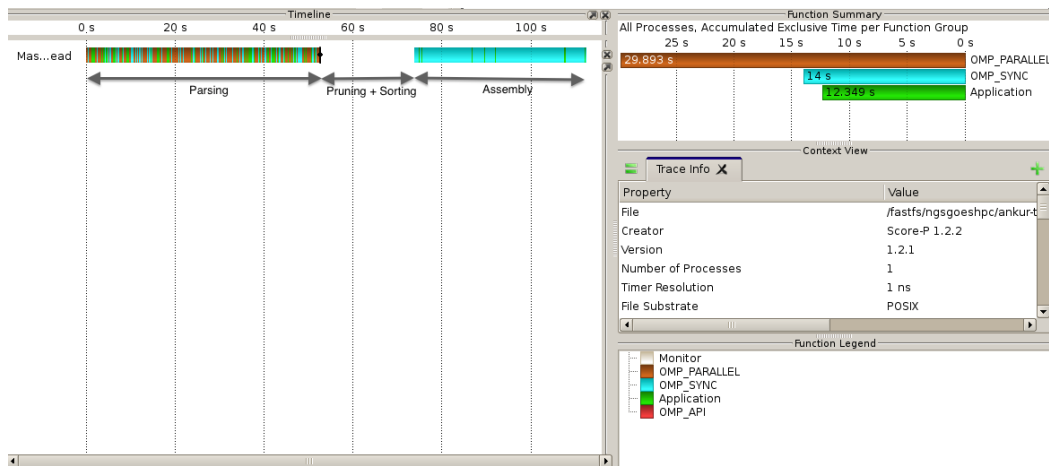 Timeline
0 s 20 s 40 s 60 s 80 s 100 s
Mas...ead
Parsing
Pruning + Sorting
Assembly
Function Summary
All Processes, Accumulated Exclusive Time per Function Group
25 s 20 s 15 s 10 s 5 s 0 s
29.893 s OMP_PARALLEL
14 s OMP_SYNC
12.349 s Application
Context View
Trace Info
Property Value
File /fastfs/ngsgoeshpc/ankur-t
Creator Score-P 1.2.2
Version 1.2.1
Number of Processes 1
Timer Resolution 1 ns
File Substrate POSIX
Function Legend
Monitor
OMP_PARALLEL
OMP_SYNC
Application
OMP_API